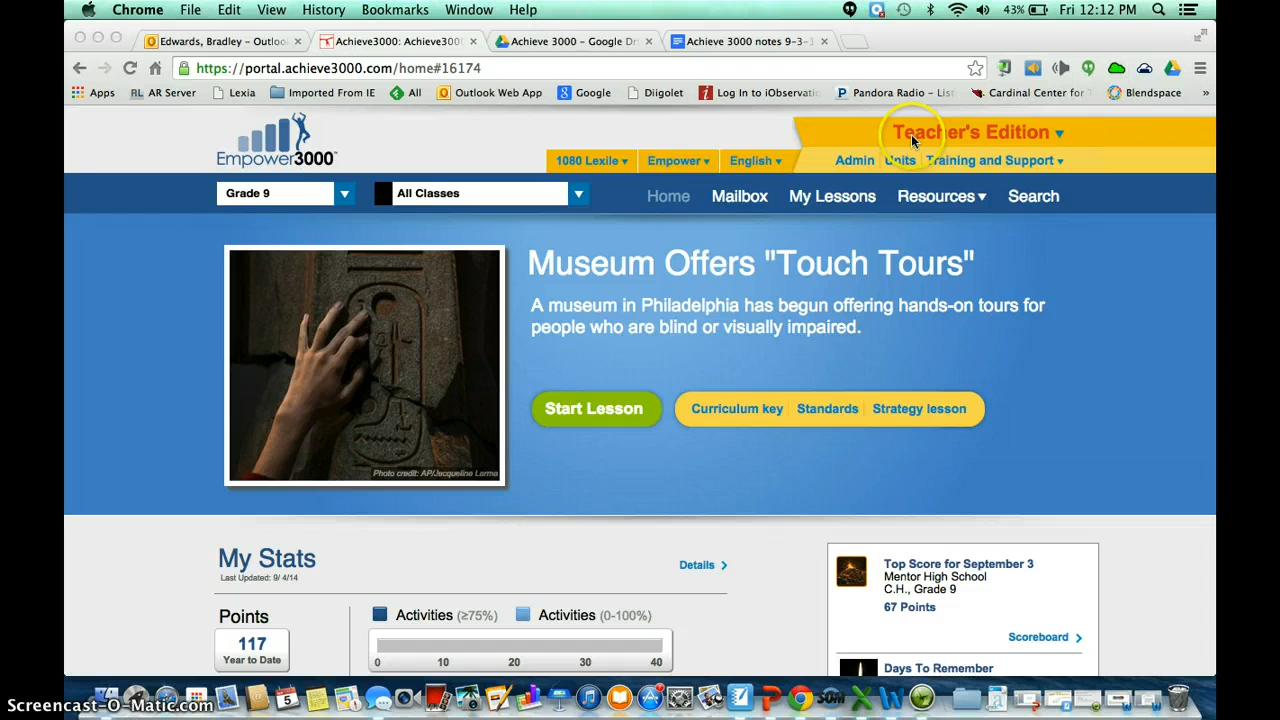 Chrome File Edit View History Bookmarks Window Help 43% Fri 12:12 PM
Edwards, Bradley – Outloo Achieve3000: Achieve300 Achieve 3000 – Google Dr Achieve 3000 notes 9-3-1
https://portal.achieve3000.com/home#16174
Apps RL AR Server Lexia Imported From IE All Outlook Web App Google Diigolet Log In to iObservatio Pandora Radio – List Cardinal Center for T Blendspace »
Empower3000
Teacher's Edition
1080 Lexile Empower English Admin Units Training and Support
Grade 9 All Classes Home Mailbox My Lessons Resources Search
Museum Offers "Touch Tours"
A museum in Philadelphia has begun offering hands-on tours for
people who are blind or visually impaired.
Start Lesson Curriculum key Standards Strategy lesson
Photo credit: AP/Jacqueline Larma
My Stats Details
Last Updated: 9/ 4/14
Points Activities (≥75%) Activities (0-100%)
117
Year to Date
0 10 20 30 40
Top Score for September 3
Mentor High School
C.H., Grade 9
67 Points
Scoreboard
Days To Remember
5
Screencast-O-Matic.com